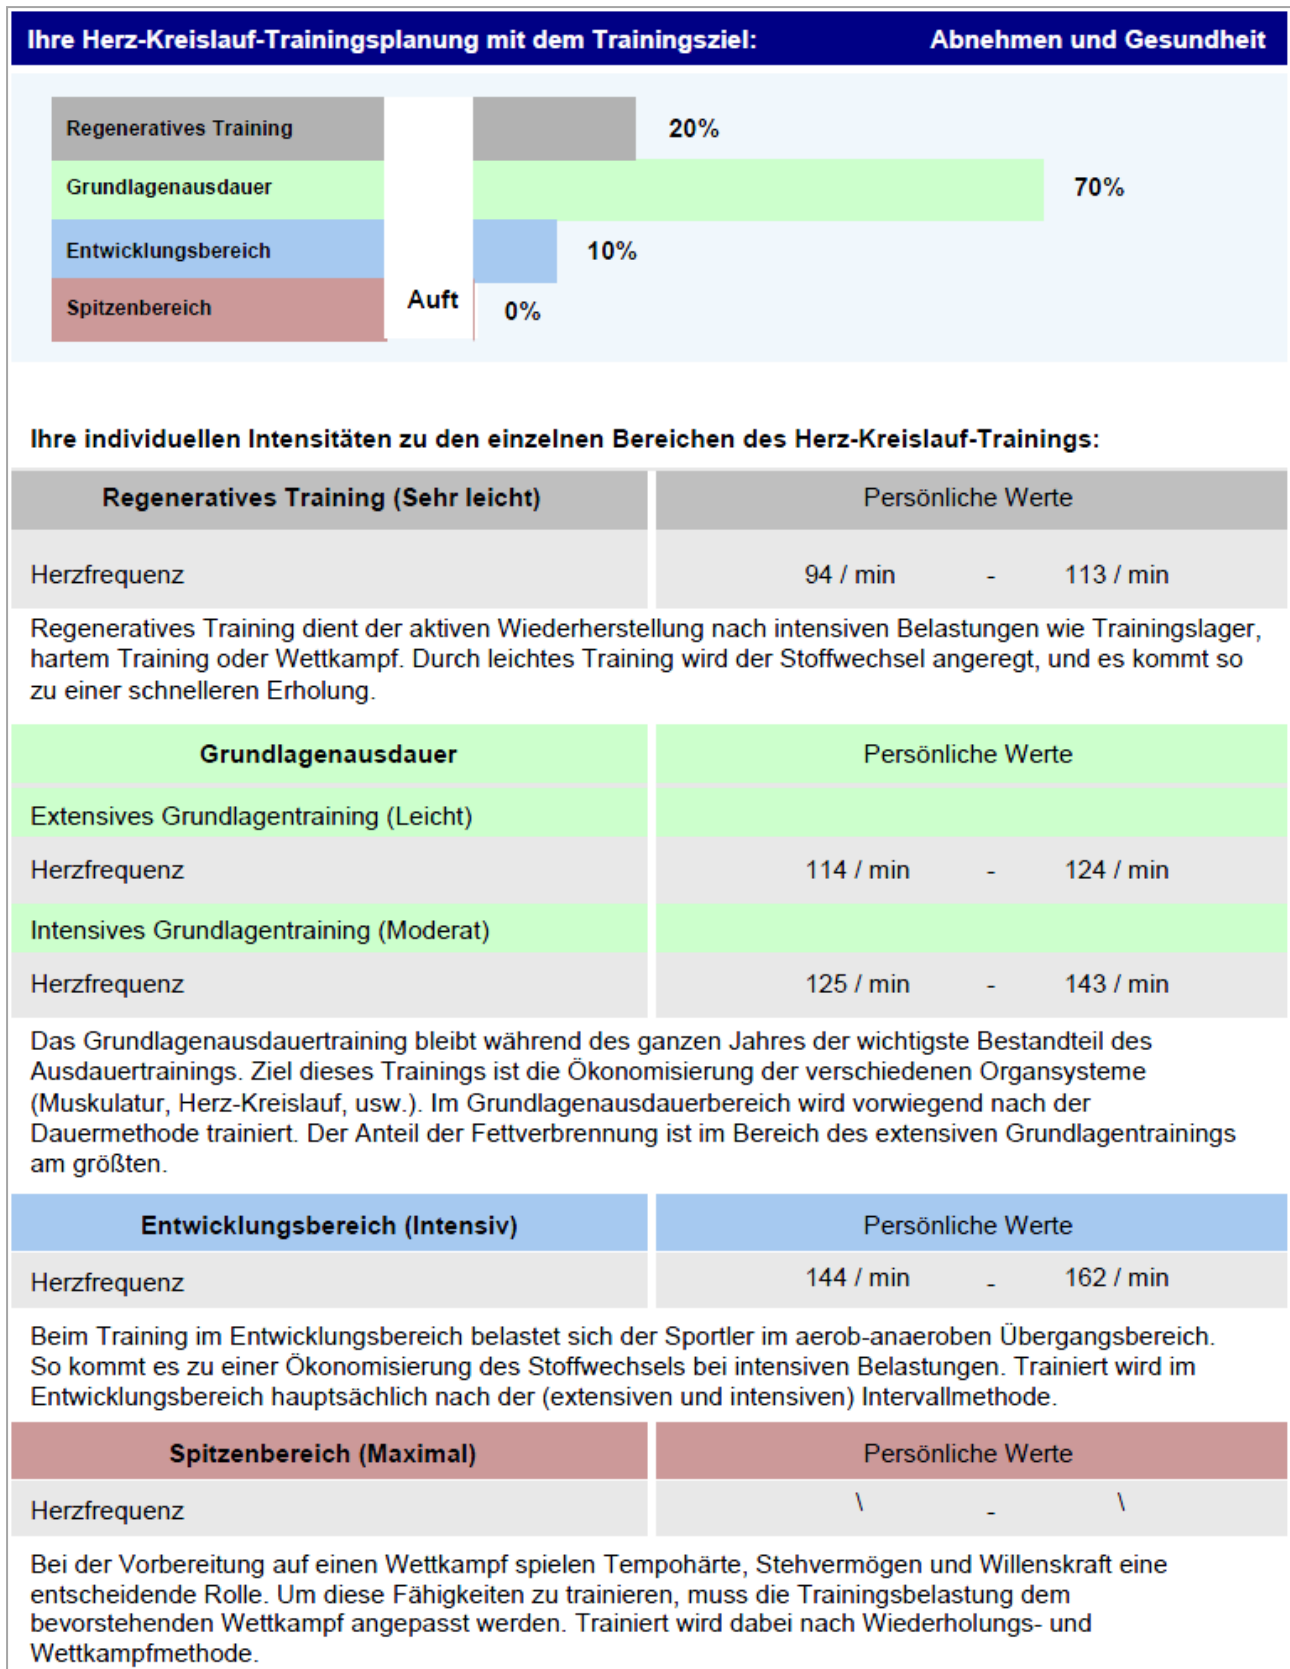 Ihre Herz-Kreislauf-Trainingsplanung mit dem Trainingsziel: Abnehmen und Gesundheit
Regeneratives Training 20%
Grundlagenausdauer 70%
Entwicklungsbereich 10%
Spitzenbereich Auft 0%
Ihre individuellen Intensitäten zu den einzelnen Bereichen des Herz-Kreislauf-Trainings:
Regeneratives Training (Sehr leicht) Persönliche Werte
Herzfrequenz 94 / min - 113 / min
Regeneratives Training dient der aktiven Wiederherstellung nach intensiven Belastungen wie Trainingslager,
hartem Training oder Wettkampf. Durch leichtes Training wird der Stoffwechsel angeregt, und es kommt so
zu einer schnelleren Erholung.
Grundlagenausdauer Persönliche Werte
Extensives Grundlagentraining (Leicht)
Herzfrequenz 114 / min - 124 / min
Intensives Grundlagentraining (Moderat)
Herzfrequenz 125 / min - 143 / min
Das Grundlagenausdauertraining bleibt während des ganzen Jahres der wichtigste Bestandteil des
Ausdauertrainings. Ziel dieses Trainings ist die Ökonomisierung der verschiedenen Organsysteme
(Muskulatur, Herz-Kreislauf, usw.). Im Grundlagenausdauerbereich wird vorwiegend nach der
Dauermethode trainiert. Der Anteil der Fettverbrennung ist im Bereich des extensiven Grundlagentrainings
am größten.
Entwicklungsbereich (Intensiv) Persönliche Werte
Herzfrequenz 144 / min - 162 / min
Beim Training im Entwicklungsbereich belastet sich der Sportler im aerob-anaeroben Übergangsbereich.
So kommt es zu einer Ökonomisierung des Stoffwechsels bei intensiven Belastungen. Trainiert wird im
Entwicklungsbereich hauptsächlich nach der (extensiven und intensiven) Intervallmethode.
Spitzenbereich (Maximal) Persönliche Werte
Herzfrequenz \ - \
Bei der Vorbereitung auf einen Wettkampf spielen Tempohärte, Stehvermögen und Willenskraft eine
entscheidende Rolle. Um diese Fähigkeiten zu trainieren, muss die Trainingsbelastung dem
bevorstehenden Wettkampf angepasst werden. Trainiert wird dabei nach Wiederholungs- und
Wettkampfmethode.